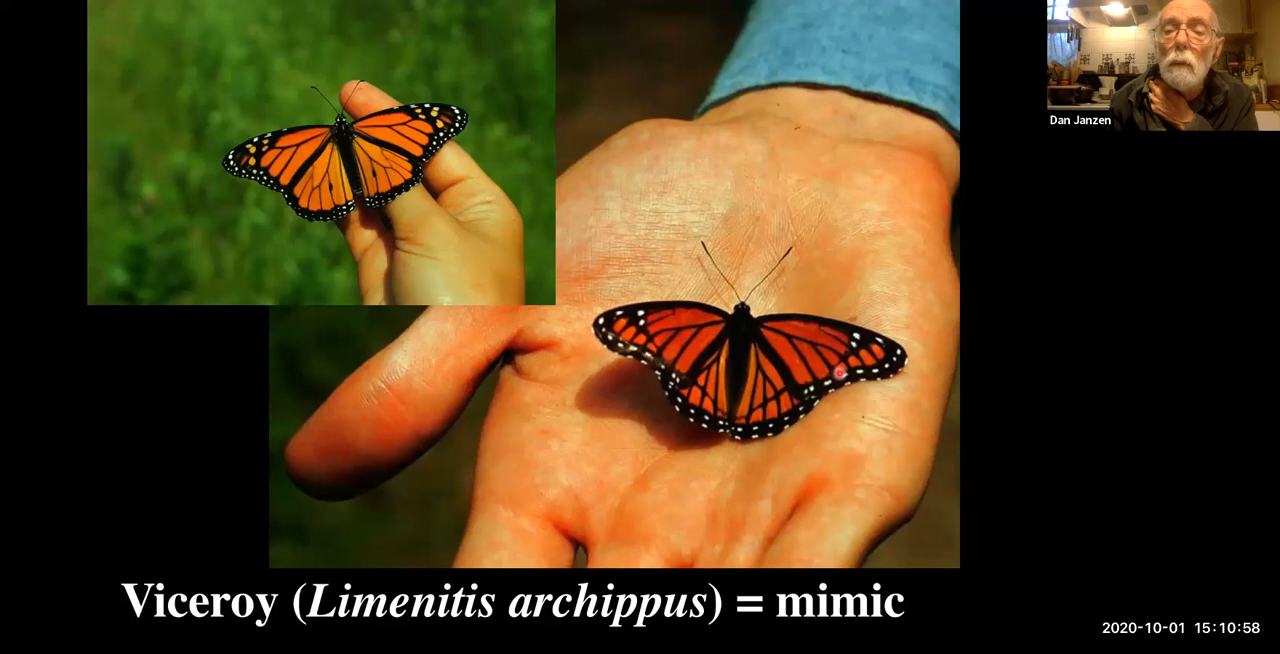 Dan Janzen
Viceroy (Limenitis archippus) = mimic
2020-10-01 15:10:58